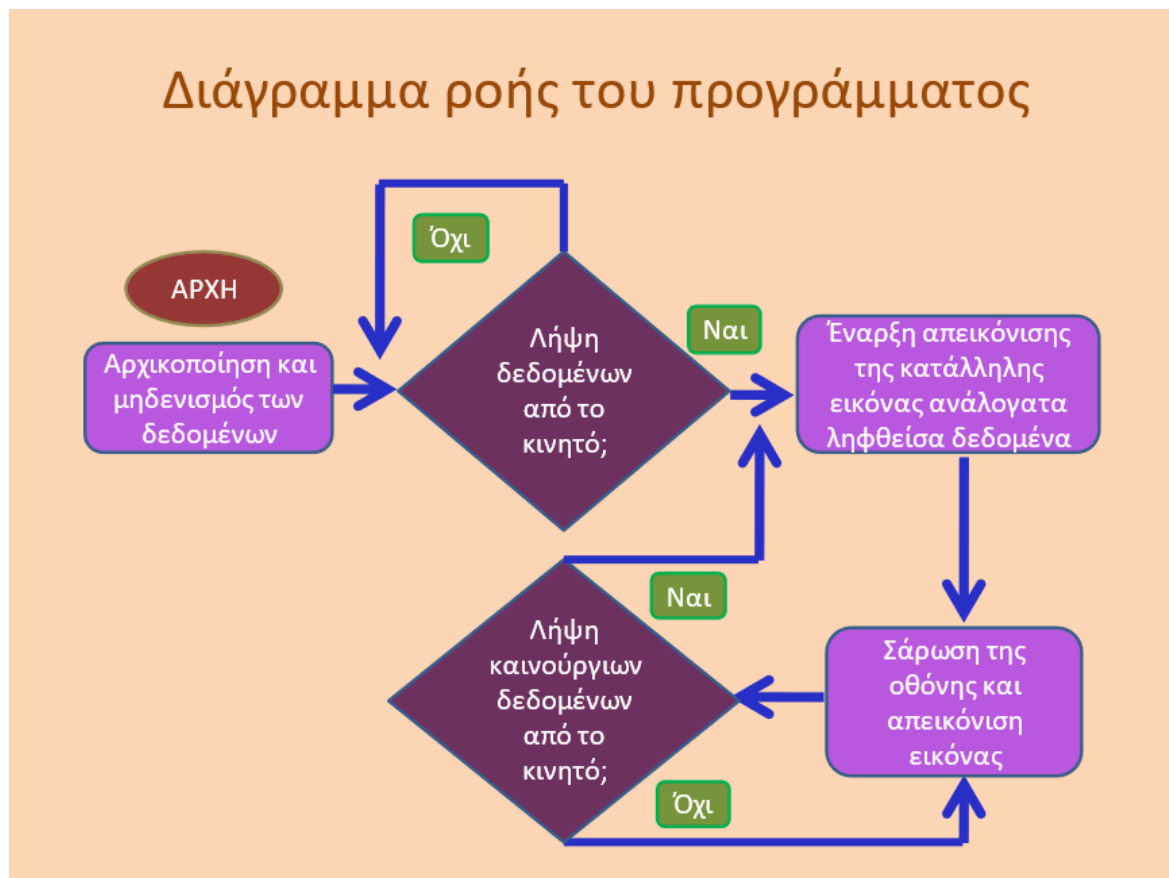 Διάγραμμα ροής του προγράμματος
Όχι
ΑΡΧΗ
Αρχικοποίηση και
μηδενισμός των
δεδομένων
Λήψη
δεδομένων
από το
κινητό;
Ναι
Έναρξη απεικόνισης
της κατάλληλης
εικόνας ανάλογατα
ληφθείσα δεδομένα
Σάρωση της
οθόνης και
απεικόνιση
εικόνας
Λήψη
καινούργιων
δεδομένων
από το
κινητό;
Ναι
Όχι